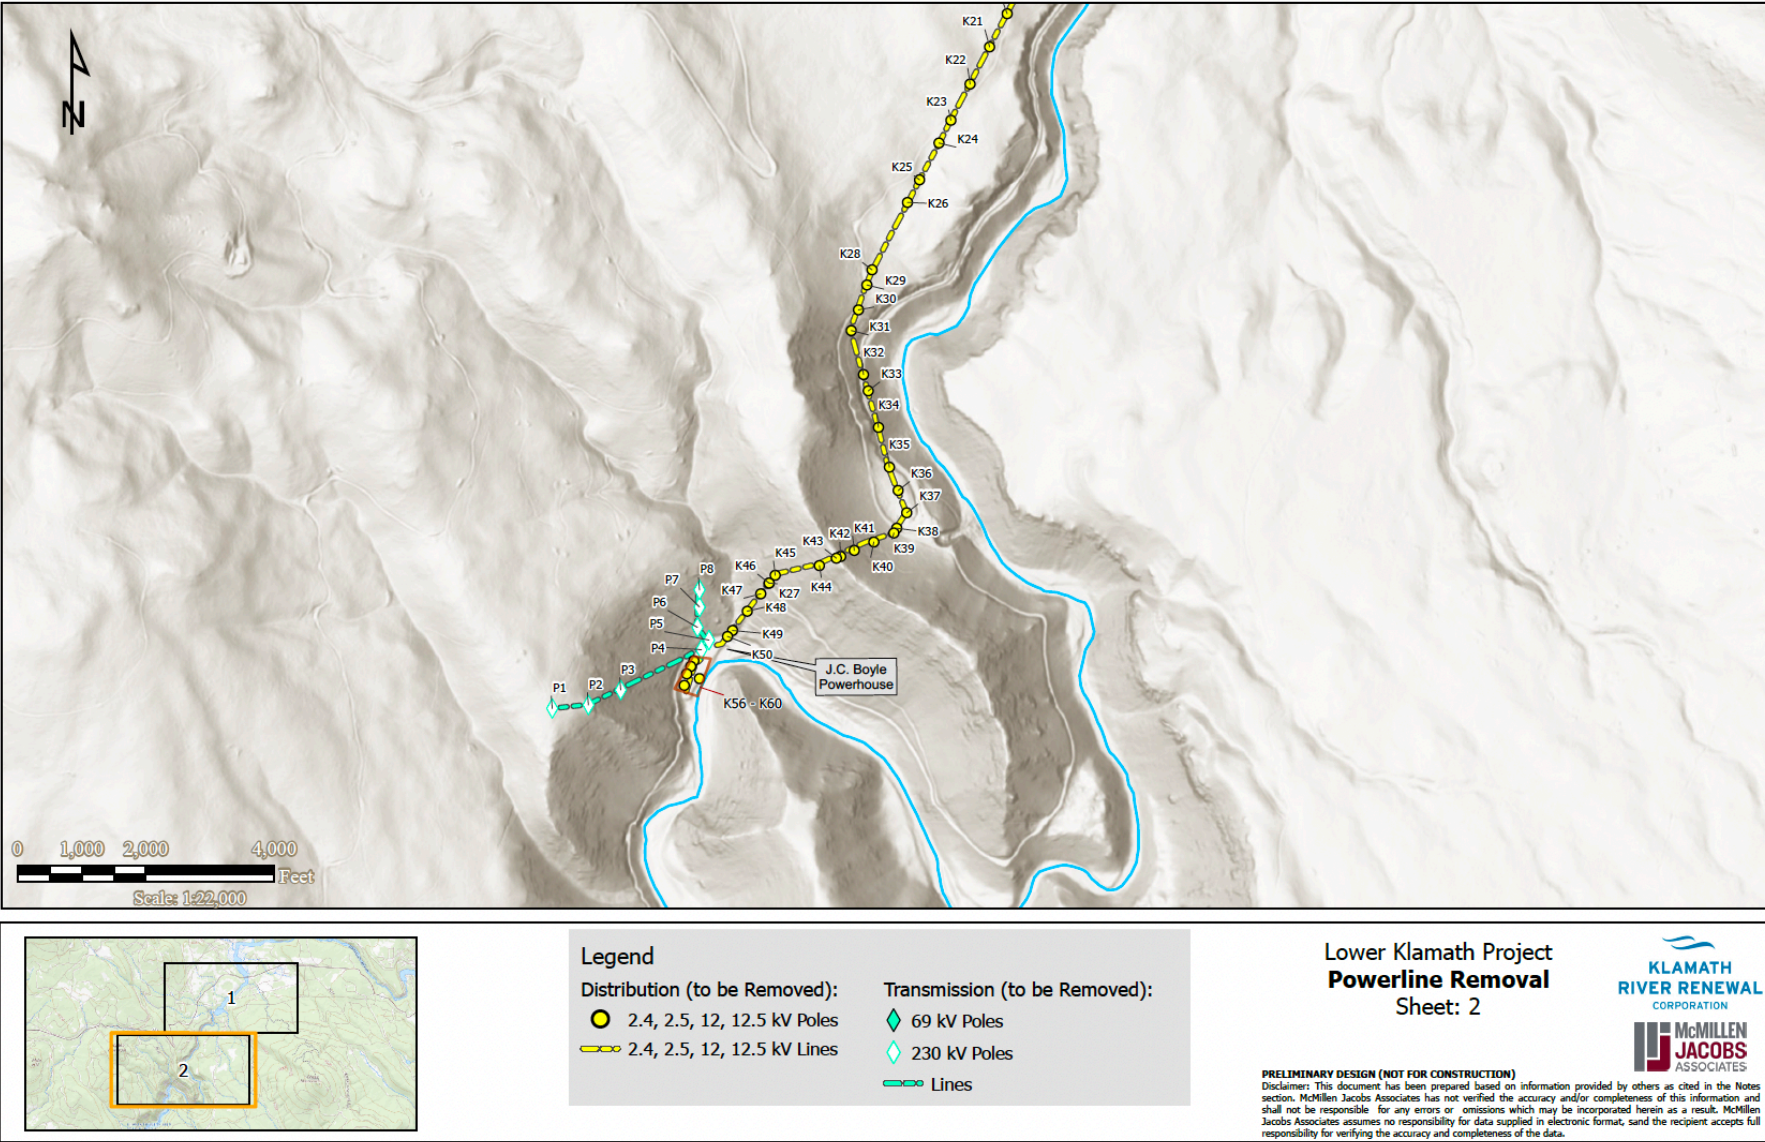 K21
K22
K23
K24
K25
K26
K28
K29
K30
K31
K32
K33
K34
K35
K36
K37
K38
K39
K40
K41
K42
K43
K44
K45
K46
K27
K47
K48
K49
K50
P8
P7
P6
P5
P4
P3
P2
P1
K56 - K60
J.C. Boyle
Powerhouse
N
0 1,000 2,000 4,000
Feet
Scale: 1:22,000
1
2
Legend
Distribution (to be Removed):
2.4, 2.5, 12, 12.5 kV Poles
2.4, 2.5, 12, 12.5 kV Lines
Transmission (to be Removed):
69 kV Poles
230 kV Poles
Lines
Lower Klamath Project
Powerline Removal
Sheet: 2
KLAMATH
RIVER RENEWAL
CORPORATION
McMILLEN
JACOBS
ASSOCIATES
PRELIMINARY DESIGN (NOT FOR CONSTRUCTION)
Disclaimer: This document has been prepared based on information provided by others as cited in the Notes
section. McMillen Jacobs Associates has not verified the accuracy and/or completeness of this information and
shall not be responsible for any errors or omissions which may be incorporated herein as a result. McMillen
Jacobs Associates assumes no responsibility for data supplied in electronic format, sand the recipient accepts full
responsibility for verifying the accuracy and completeness of the data.